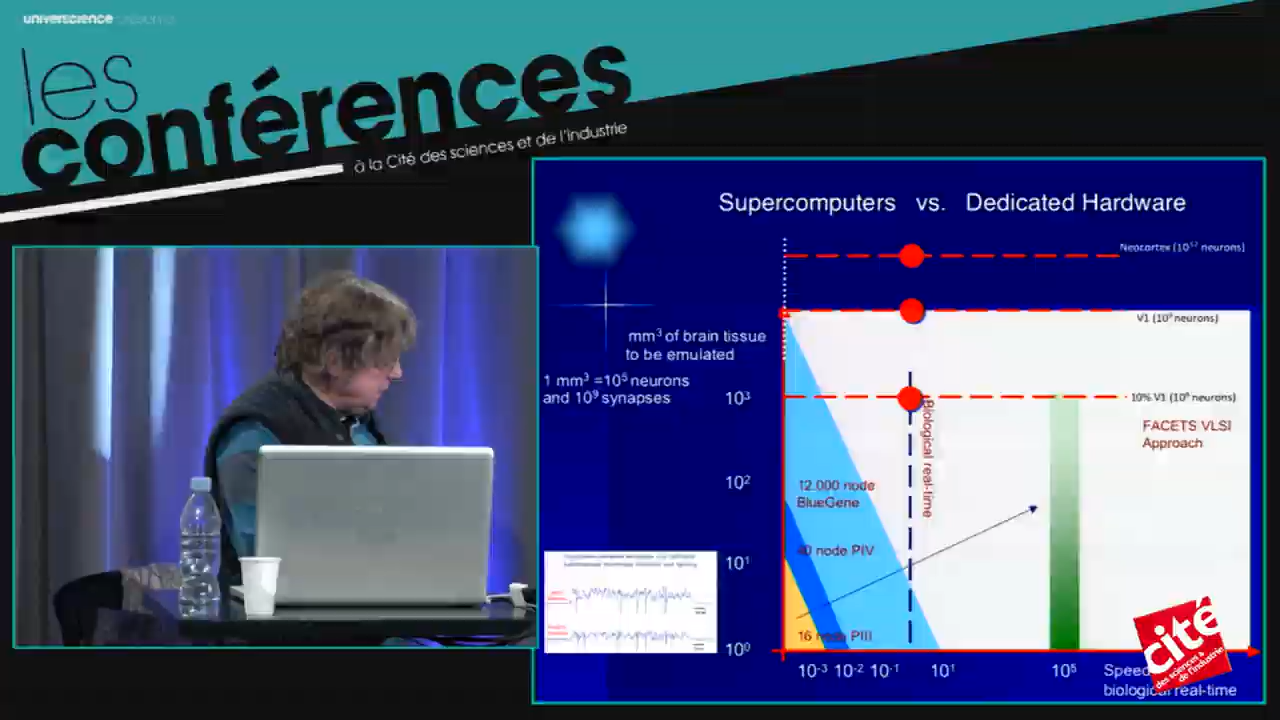 universcience
les
conférences
à la Cité des sciences et de l'industrie
Supercomputers vs. Dedicated Hardware
Neocortex (10¹² neurons)
V1 (10⁹ neurons)
mm³ of brain tissue
to be emulated
1 mm³ =10⁵ neurons
and 10⁹ synapses
10³
10% V1 (10⁸ neurons)
FACETS VLSI
Approach
Biological real-time
10²
12.000 node
BlueGene
10¹
40 node PIV
16 node PIII
10⁰
10⁻³ 10⁻² 10⁻¹ 10¹ 10⁵
Speed
biological real-time
cité
des sciences &
de l'industrie